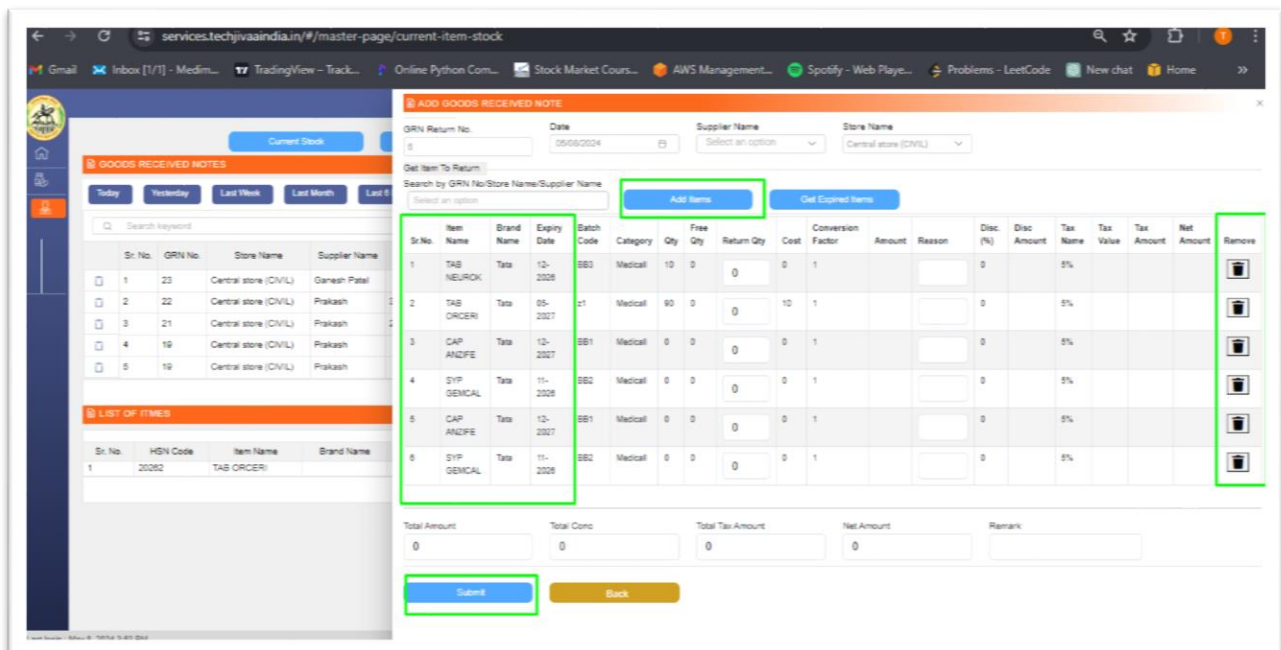 services.techjivaaindia.in/#/master-page/current-item-stock
Gmail Inbox [1/1] - Medim... TradingView – Track... Online Python Com... Stock Market Cours... AWS Management... Spotify - Web Playe... Problems - LeetCode New chat Home »
ADD GOODS RECEIVED NOTE
GRN Return No. Date Supplier Name Store Name
Select an option Central store (CIVIL)
Current Stock
GOODS RECEIVED NOTES
Today Yesterday Last Week Last Month Last 6
Search keyword
Sr. No. GRN No. Store Name Supplier Name
1 23 Central store (CIVIL) Ganesh Patel
2 22 Central store (CIVIL) Prakash
3 21 Central store (CIVIL) Prakash
4 19 Central store (CIVIL) Prakash
5 19 Central store (CIVIL) Prakash
LIST OF ITMES
Sr. No. HSN Code Item Name Brand Name
1 20262 TAB ORCERI
Get Item To Return
Search by GRN No/Store Name/Supplier Name
Select an option Add Items Get Expired Items
Sr.No. Item Name Brand Name Expiry Date Batch Code Category Qty Free Qty Return Qty Cost Conversion Factor Amount Reason Disc. (%) Disc Amount Tax Name Tax Value Tax Amount Net Amount Remove
1 TAB NEUROK Tata Medicall 10 0 0 0 1 0 5%
2 TAB ORCERI Tata 05-2027 z1 Medicall 90 0 0 10 1 0 5%
3 CAP ANZIFE Tata 12-2027 BB1 Medicall 0 0 0 0 1 0 5%
4 SYP GEMCAL Tata BB2 Medicall 0 0 0 0 1 0 5%
5 CAP ANZIFE Tata 12-2027 BB1 Medicall 0 0 0 0 1 0 5%
6 SYP GEMCAL Tata BB2 Medicall 0 0 0 0 1 0 5%
Total Amount Total Conc Total Tax Amount Net Amount Remark
0 0 0 0
Submit Back